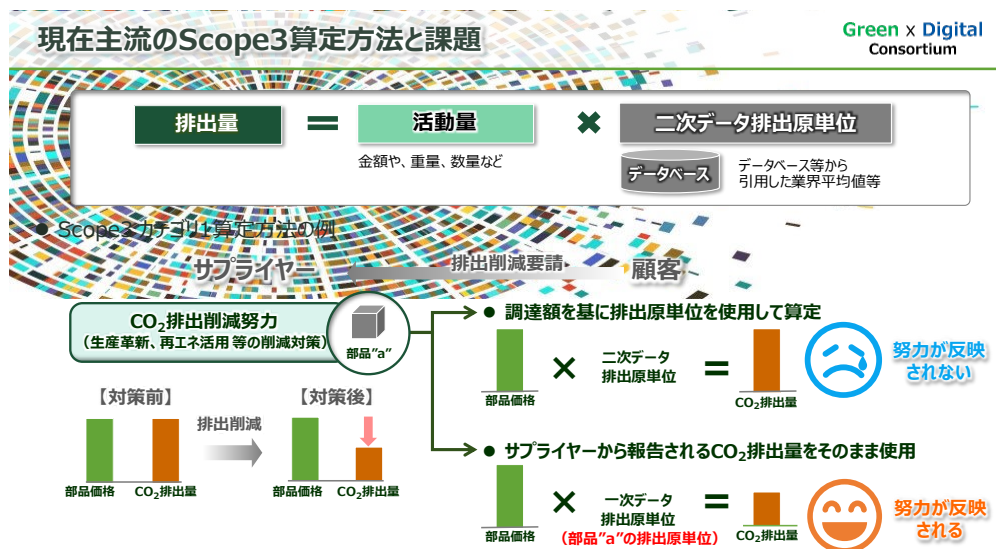 現在主流のScope3算定方法と課題
Green x Digital
Consortium
排出量
=
活動量
×
二次データ排出原単位
金額や、重量、数量など
データベース
データベース等から
引用した業界平均値等
● Scope3カテゴリ1算定方法の例
サプライヤー
排出削減要請
顧客
CO₂排出削減努力
(生産革新、再エネ活用 等の削減対策)
部品"a"
● 調達額を基に排出原単位を使用して算定
部品価格
×
二次データ
排出原単位
=
CO₂排出量
努力が反映
されない
【対策前】
【対策後】
排出削減
部品価格
CO₂排出量
部品価格
CO₂排出量
● サプライヤーから報告されるCO₂排出量をそのまま使用
部品価格
×
一次データ
排出原単位
(部品"a"の排出原単位)
=
CO₂排出量
努力が反映
される